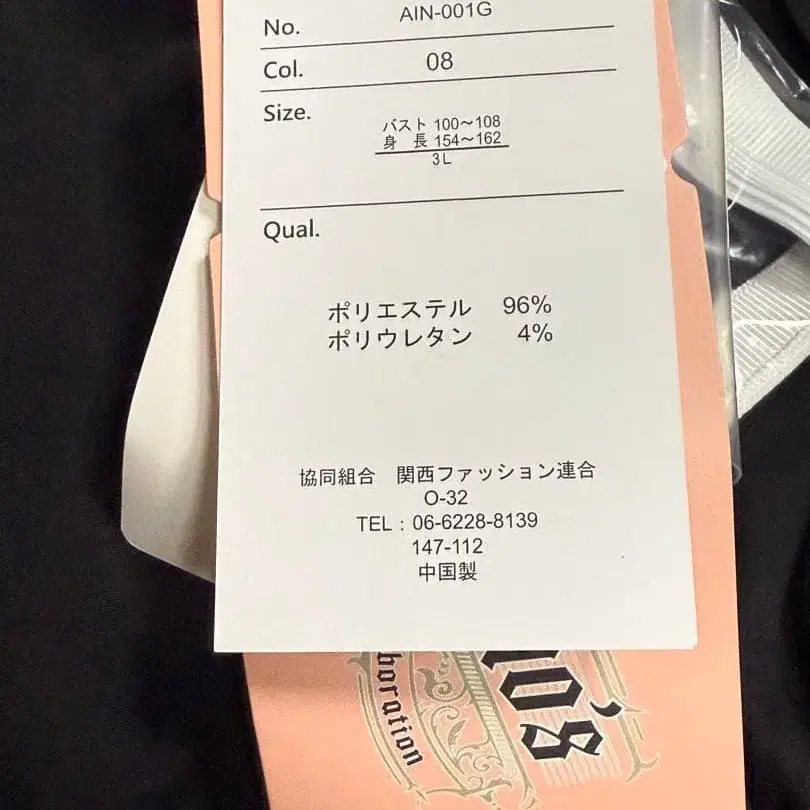 No. AIN-001G
Col. 08
Size.
バスト 100〜108
身 長 154〜162
3L
Qual.
ポリエステル 96%
ポリウレタン 4%
協同組合 関西ファッション連合
O-32
TEL：06-6228-8139
147-112
中国製